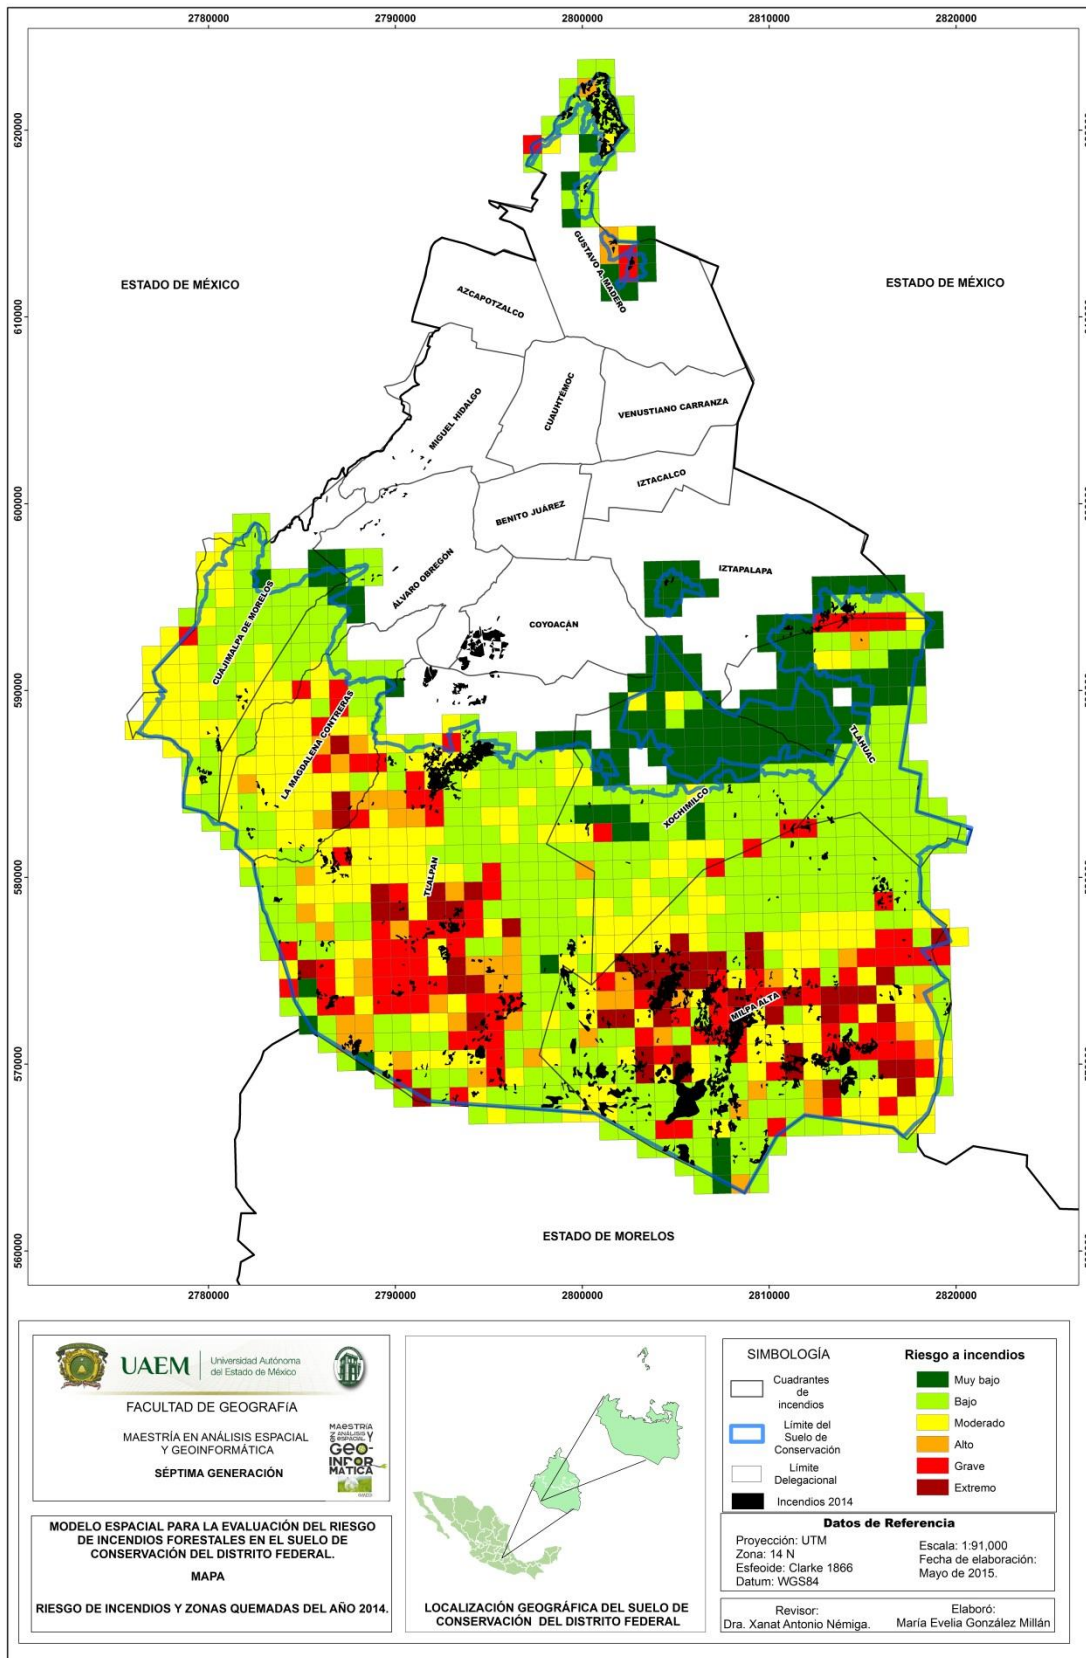 2780000
2790000
2800000
2810000
2820000
620000
610000
600000
590000
580000
570000
560000
ESTADO DE MÉXICO
ESTADO DE MÉXICO
GUSTAVO A. MADERO
AZCAPOTZALCO
MIGUEL HIDALGO
CUAUHTÉMOC
VENUSTIANO CARRANZA
IZTACALCO
BENITO JUÁREZ
ALVARO OBREGÓN
IZTAPALAPA
COYOACÁN
CUAJIMALPA DE MORELOS
LA MAGDALENA CONTRERAS
TLAHUAC
XOCHIMILCO
TLALPAN
MILPA ALTA
ESTADO DE MORELOS
2780000
2790000
2800000
2810000
2820000
UAEM
Universidad Autónoma
del Estado de México
FACULTAD DE GEOGRAFíA
MAESTRÍA EN ANÁLISIS ESPACIAL
Y GEOINFORMÁTICA
SÉPTIMA GENERACIÓN
MAESTRÍA
EN ANÁLISIS
ESPACIAL Y
GEO-
INFOR
MÁTICA
MODELO ESPACIAL PARA LA EVALUACIÓN DEL RIESGO
DE INCENDIOS FORESTALES EN EL SUELO DE
CONSERVACIÓN DEL DISTRITO FEDERAL.
MAPA
RIESGO DE INCENDIOS Y ZONAS QUEMADAS DEL AÑO 2014.
LOCALIZACIÓN GEOGRÁFICA DEL SUELO DE
CONSERVACIÓN DEL DISTRITO FEDERAL
SIMBOLOGÍA
Cuadrantes
de
incendios
Límite del
Suelo de
Conservación
Límite
Delegacional
Incendios 2014
Riesgo a incendios
Muy bajo
Bajo
Moderado
Alto
Grave
Extremo
Datos de Referencia
Proyección: UTM
Zona: 14 N
Esfeoide: Clarke 1866
Datum: WGS84
Escala: 1:91,000
Fecha de elaboración:
Mayo de 2015.
Revisor:
Dra. Xanat Antonio Némiga.
Elaboró:
María Evelia González Millán